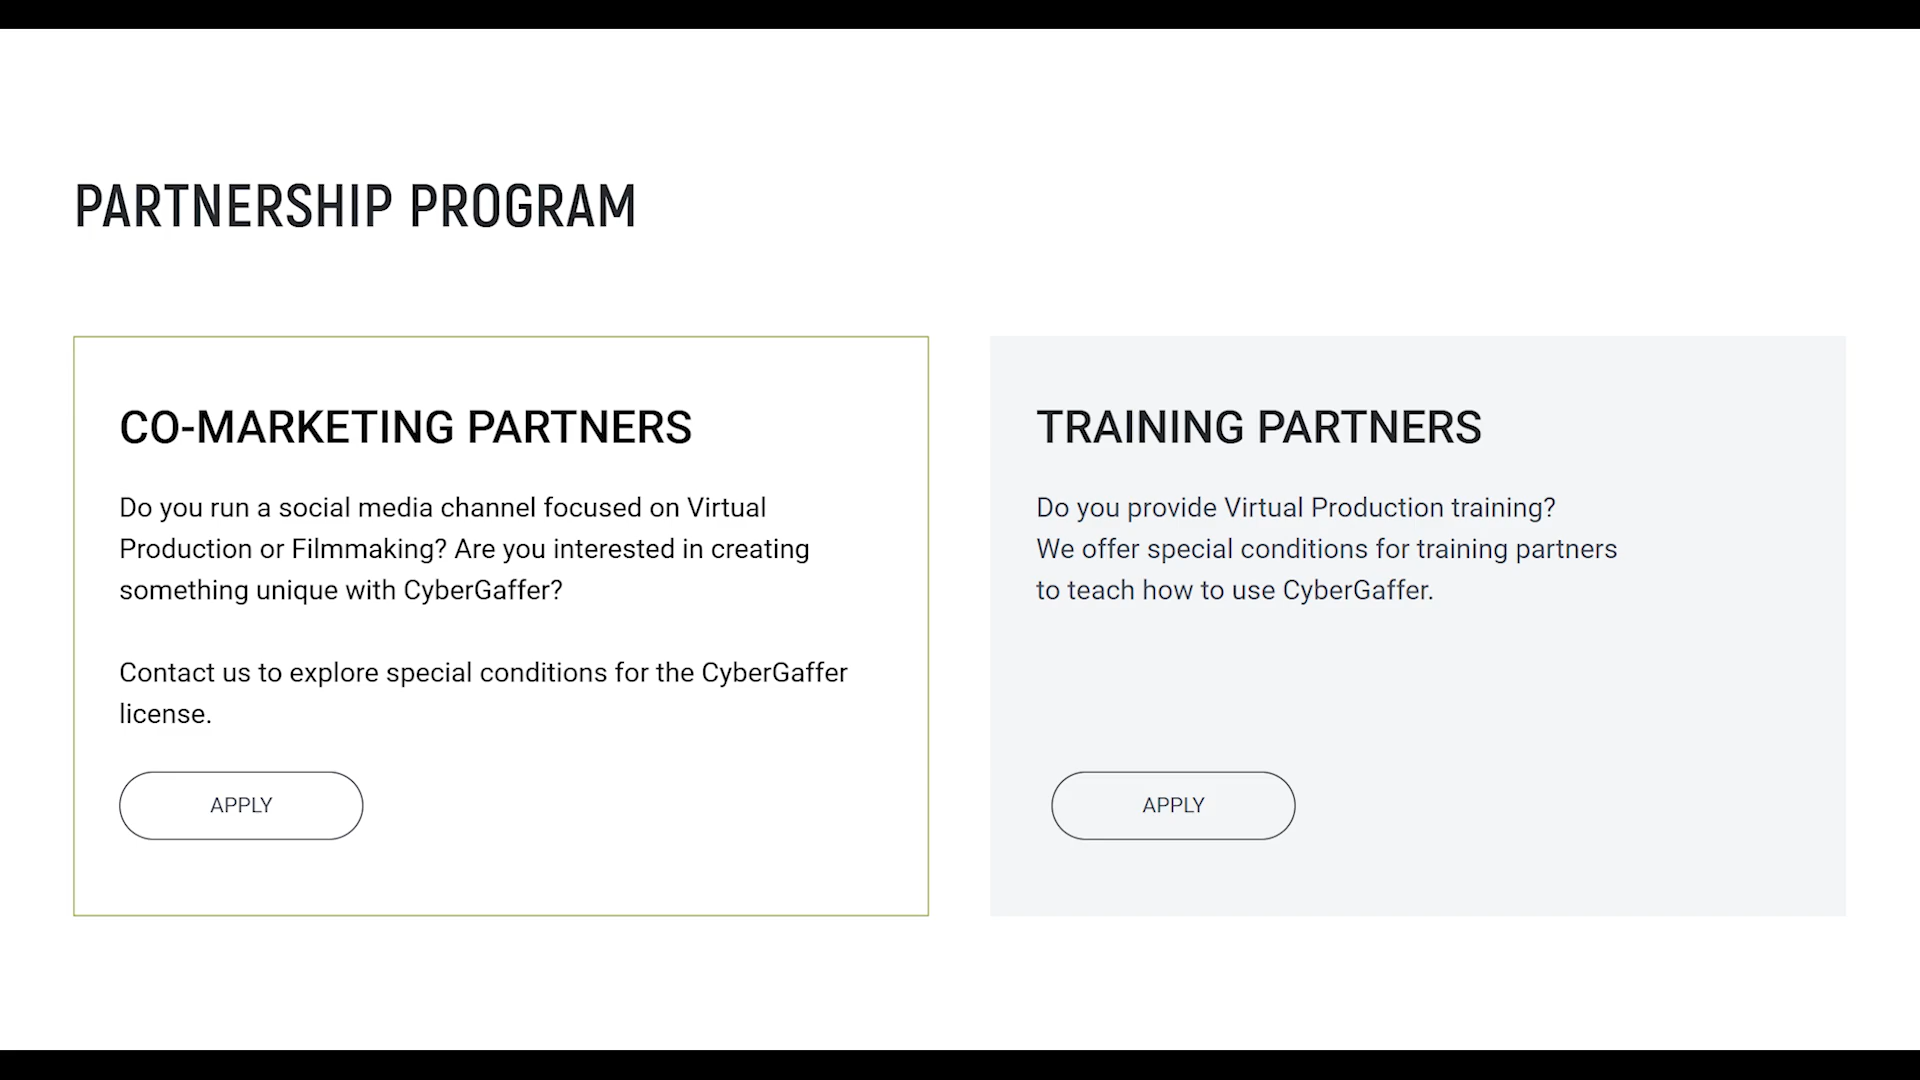 PARTNERSHIP PROGRAM
CO-MARKETING PARTNERS
Do you run a social media channel focused on Virtual
Production or Filmmaking? Are you interested in creating
something unique with CyberGaffer?
Contact us to explore special conditions for the CyberGaffer
license.
APPLY
TRAINING PARTNERS
Do you provide Virtual Production training?
We offer special conditions for training partners
to teach how to use CyberGaffer.
APPLY